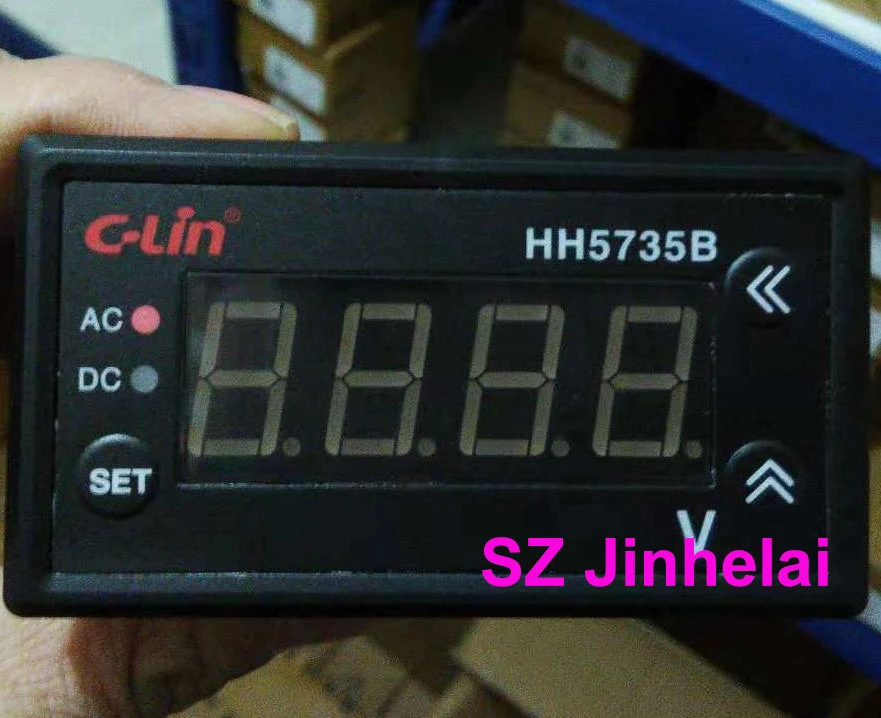 C-Lin®
HH5735B
AC
DC
SET
V
SZ Jinhelai